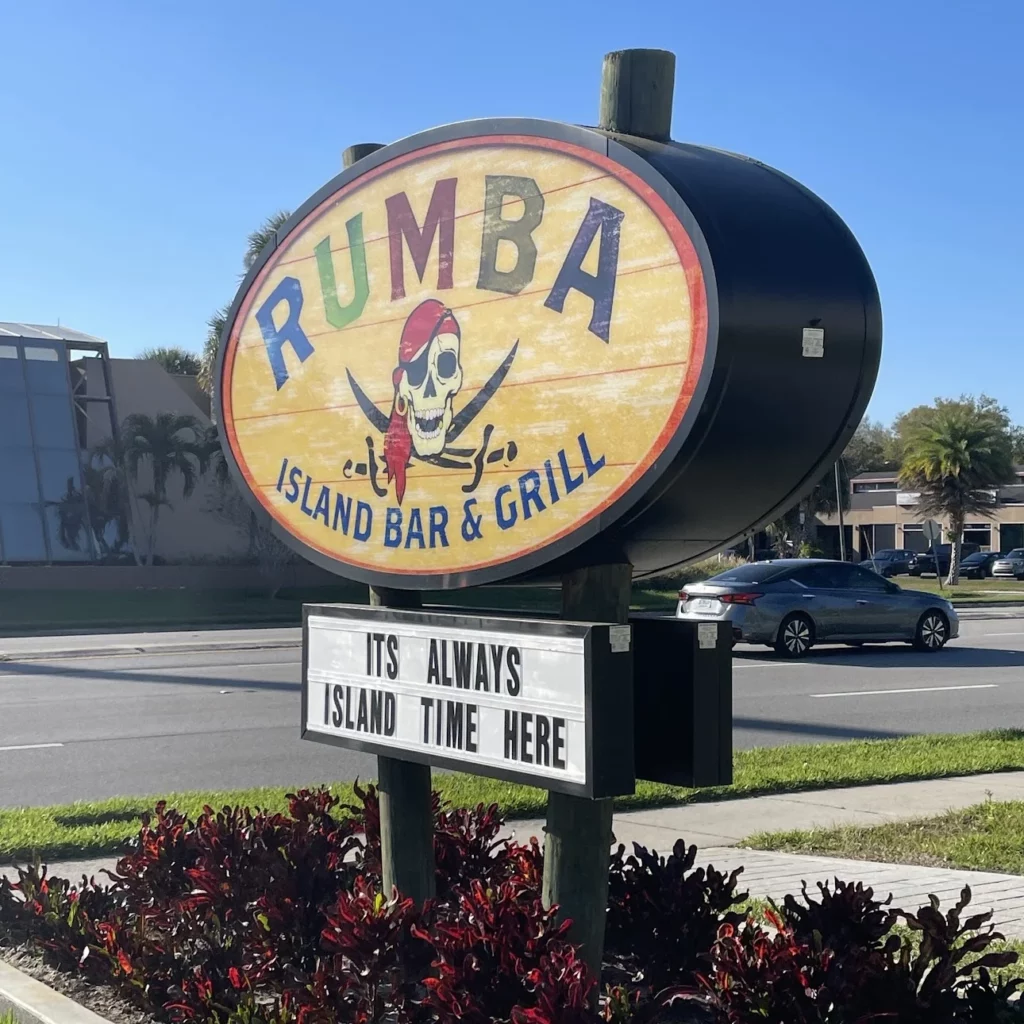 RUMBA
ISLAND BAR & GRILL
ITS ALWAYS
ISLAND TIME HERE